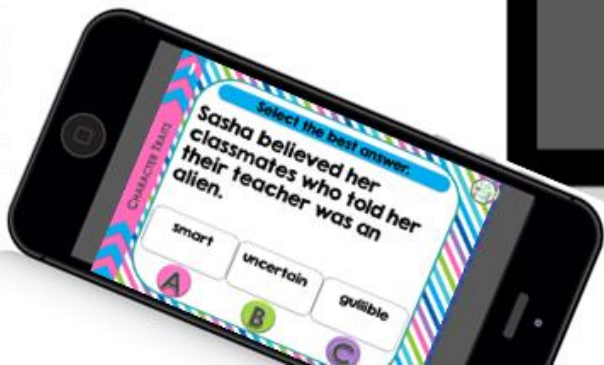 CHARACTER TRAITS
Select the best answer.
Sasha believed her
classmates who told her
their teacher was an
alien.
smart
uncertain
gullible
A
B
C